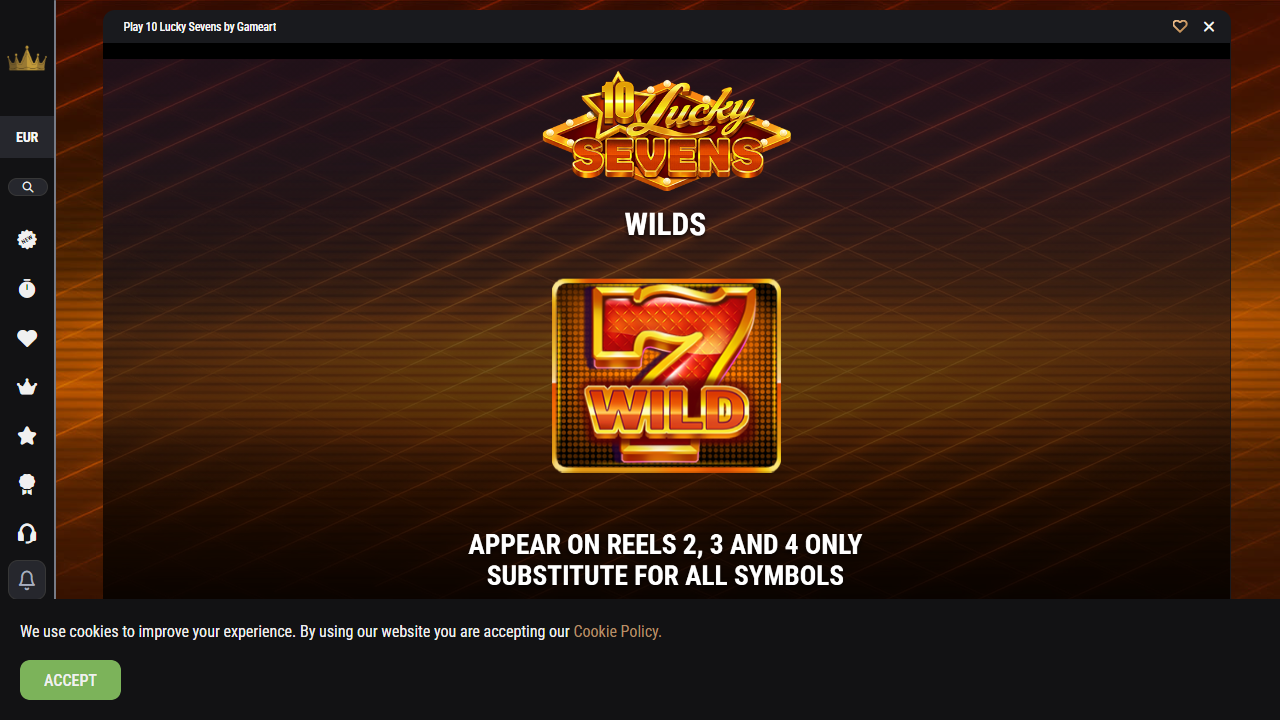 Play 10 Lucky Sevens by Gameart
EUR
NEW
10 Lucky
SEVENS
WILDS
7
WILD
APPEAR ON REELS 2, 3 AND 4 ONLY
SUBSTITUTE FOR ALL SYMBOLS
We use cookies to improve your experience. By using our website you are accepting our Cookie Policy.
ACCEPT